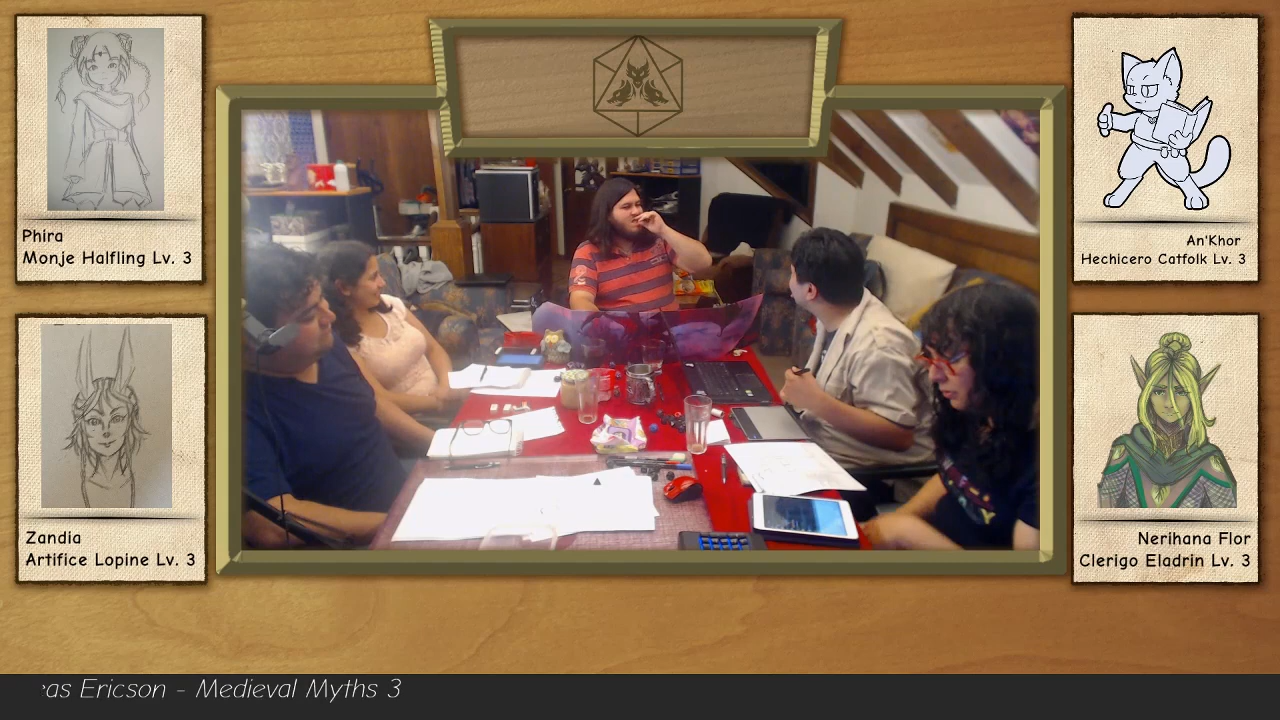 Phira
Monje Halfling Lv. 3
An'Khor
Hechicero Catfolk Lv. 3
Zandia
Artifice Lopine Lv. 3
Nerihana Flor
Clerigo Eladrin Lv. 3
as Ericson - Medieval Myths 3